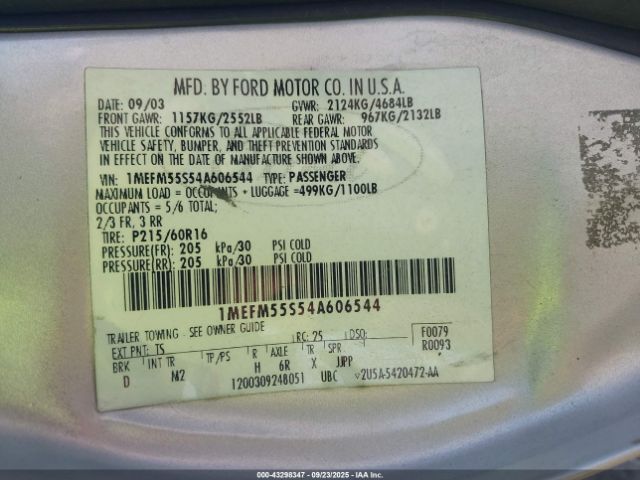 MFD. BY FORD MOTOR CO. IN U.S.A.
DATE: 09/03 GVWR: 2124KG/4684LB
FRONT GAWR: 1157KG/2552LB REAR GAWR: 967KG/2132LB
THIS VEHICLE CONFORMS TO ALL APPLICABLE FEDERAL MOTOR
VEHICLE SAFETY, BUMPER, AND THEFT PREVENTION STANDARDS
IN EFFECT ON THE DATE OF MANUFACTURE SHOWN ABOVE.
VIN: 1MEFM55S54A606544 TYPE: PASSENGER
MAXIMUM LOAD = OCCUPANTS + LUGGAGE =499KG/1100LB
OCCUPANTS = 5/6 TOTAL;
2/3 FR, 3 RR
TIRE: P215/60R16
PRESSURE(FR): 205 kPa/30 PSI COLD
PRESSURE(RR): 205 kPa/30 PSI COLD
1MEFM55S54A606544
TRAILER TOWING - SEE OWNER GUIDE
EXT PNT: TS RC: 25 DSO: F0079
BRK INT TR TP/PS R AXLE TR SPR R0093
D M2 H 6R X JJPP
1200309248051 UBC v2U5A-5420472-AA
© 43298347 - 09/23/2025 - IAAI.COM